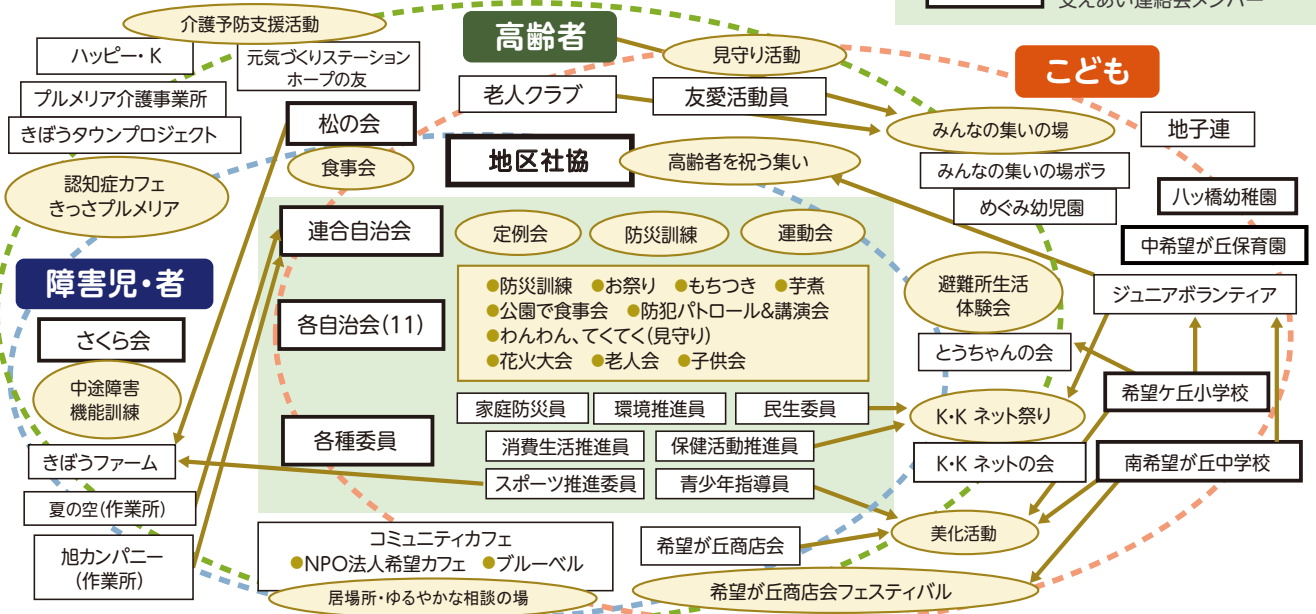 支えあい連絡会メンバー
介護予防支援活動
ハッピー・K
元気づくりステーション
ホープの友
プルメリア介護事業所
きぼうタウンプロジェクト
認知症カフェ
きっさプルメリア
高齢者
見守り活動
老人クラブ
友愛活動員
松の会
食事会
地区社協
高齢者を祝う集い
こども
みんなの集いの場
地子連
みんなの集いの場ボラ
めぐみ幼児園
八ッ橋幼稚園
中希望が丘保育園
連合自治会
定例会
防災訓練
運動会
障害児・者
さくら会
中途障害
機能訓練
各自治会(11)
●防災訓練 ●お祭り ●もちつき ●芋煮
●公園で食事会 ●防犯パトロール&講演会
●わんわん、てくてく(見守り)
●花火大会 ●老人会 ●子供会
避難所生活
体験会
ジュニアボランティア
とうちゃんの会
希望ケ丘小学校
各種委員
家庭防災員
環境推進員
民生委員
消費生活推進員
保健活動推進員
スポーツ推進委員
青少年指導員
K・K ネット祭り
K・K ネットの会
南希望が丘中学校
きぼうファーム
夏の空(作業所)
旭カンパニー
(作業所)
コミュニティカフェ
●NPO法人希望カフェ ●ブルーベル
居場所・ゆるやかな相談の場
希望が丘商店会
美化活動
希望が丘商店会フェスティバル